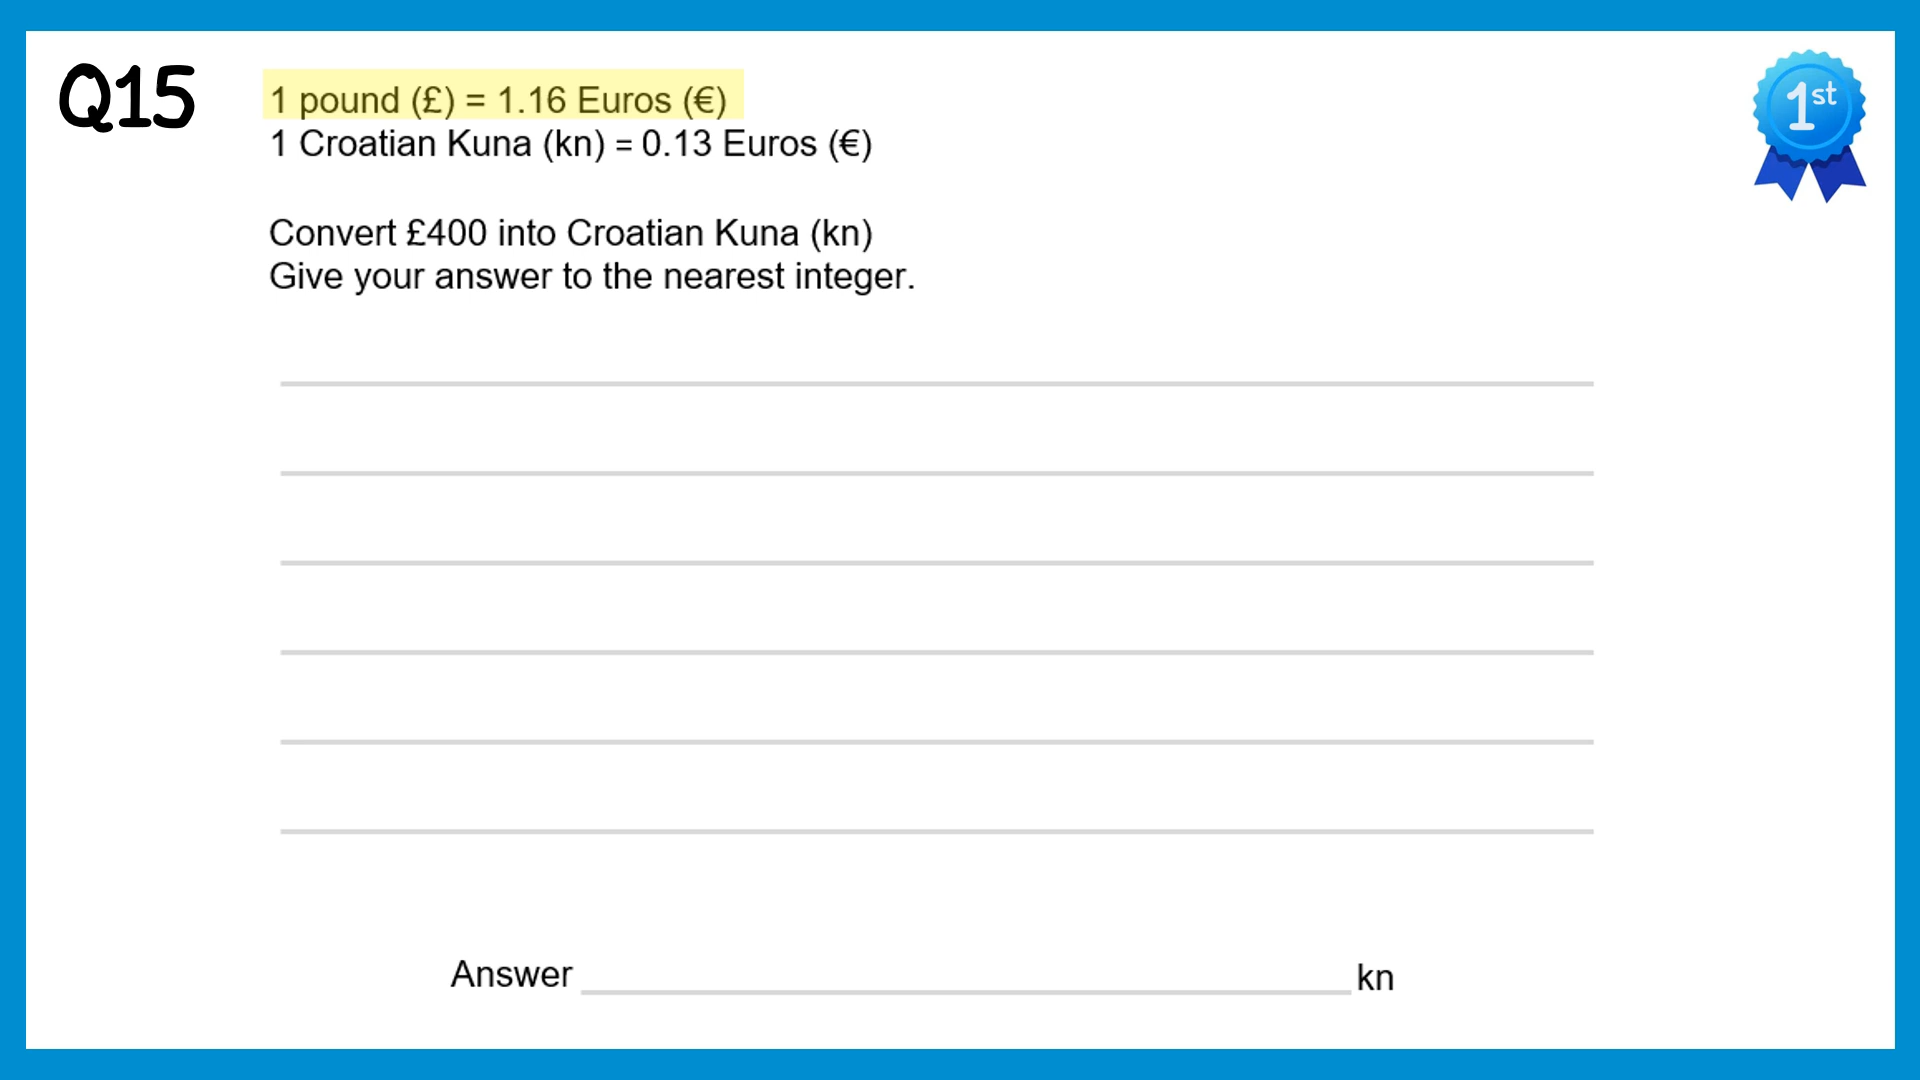 Q15
1 pound (£) = 1.16 Euros (€)
1 Croatian Kuna (kn) = 0.13 Euros (€)
Convert £400 into Croatian Kuna (kn)
Give your answer to the nearest integer.
Answer kn
1st